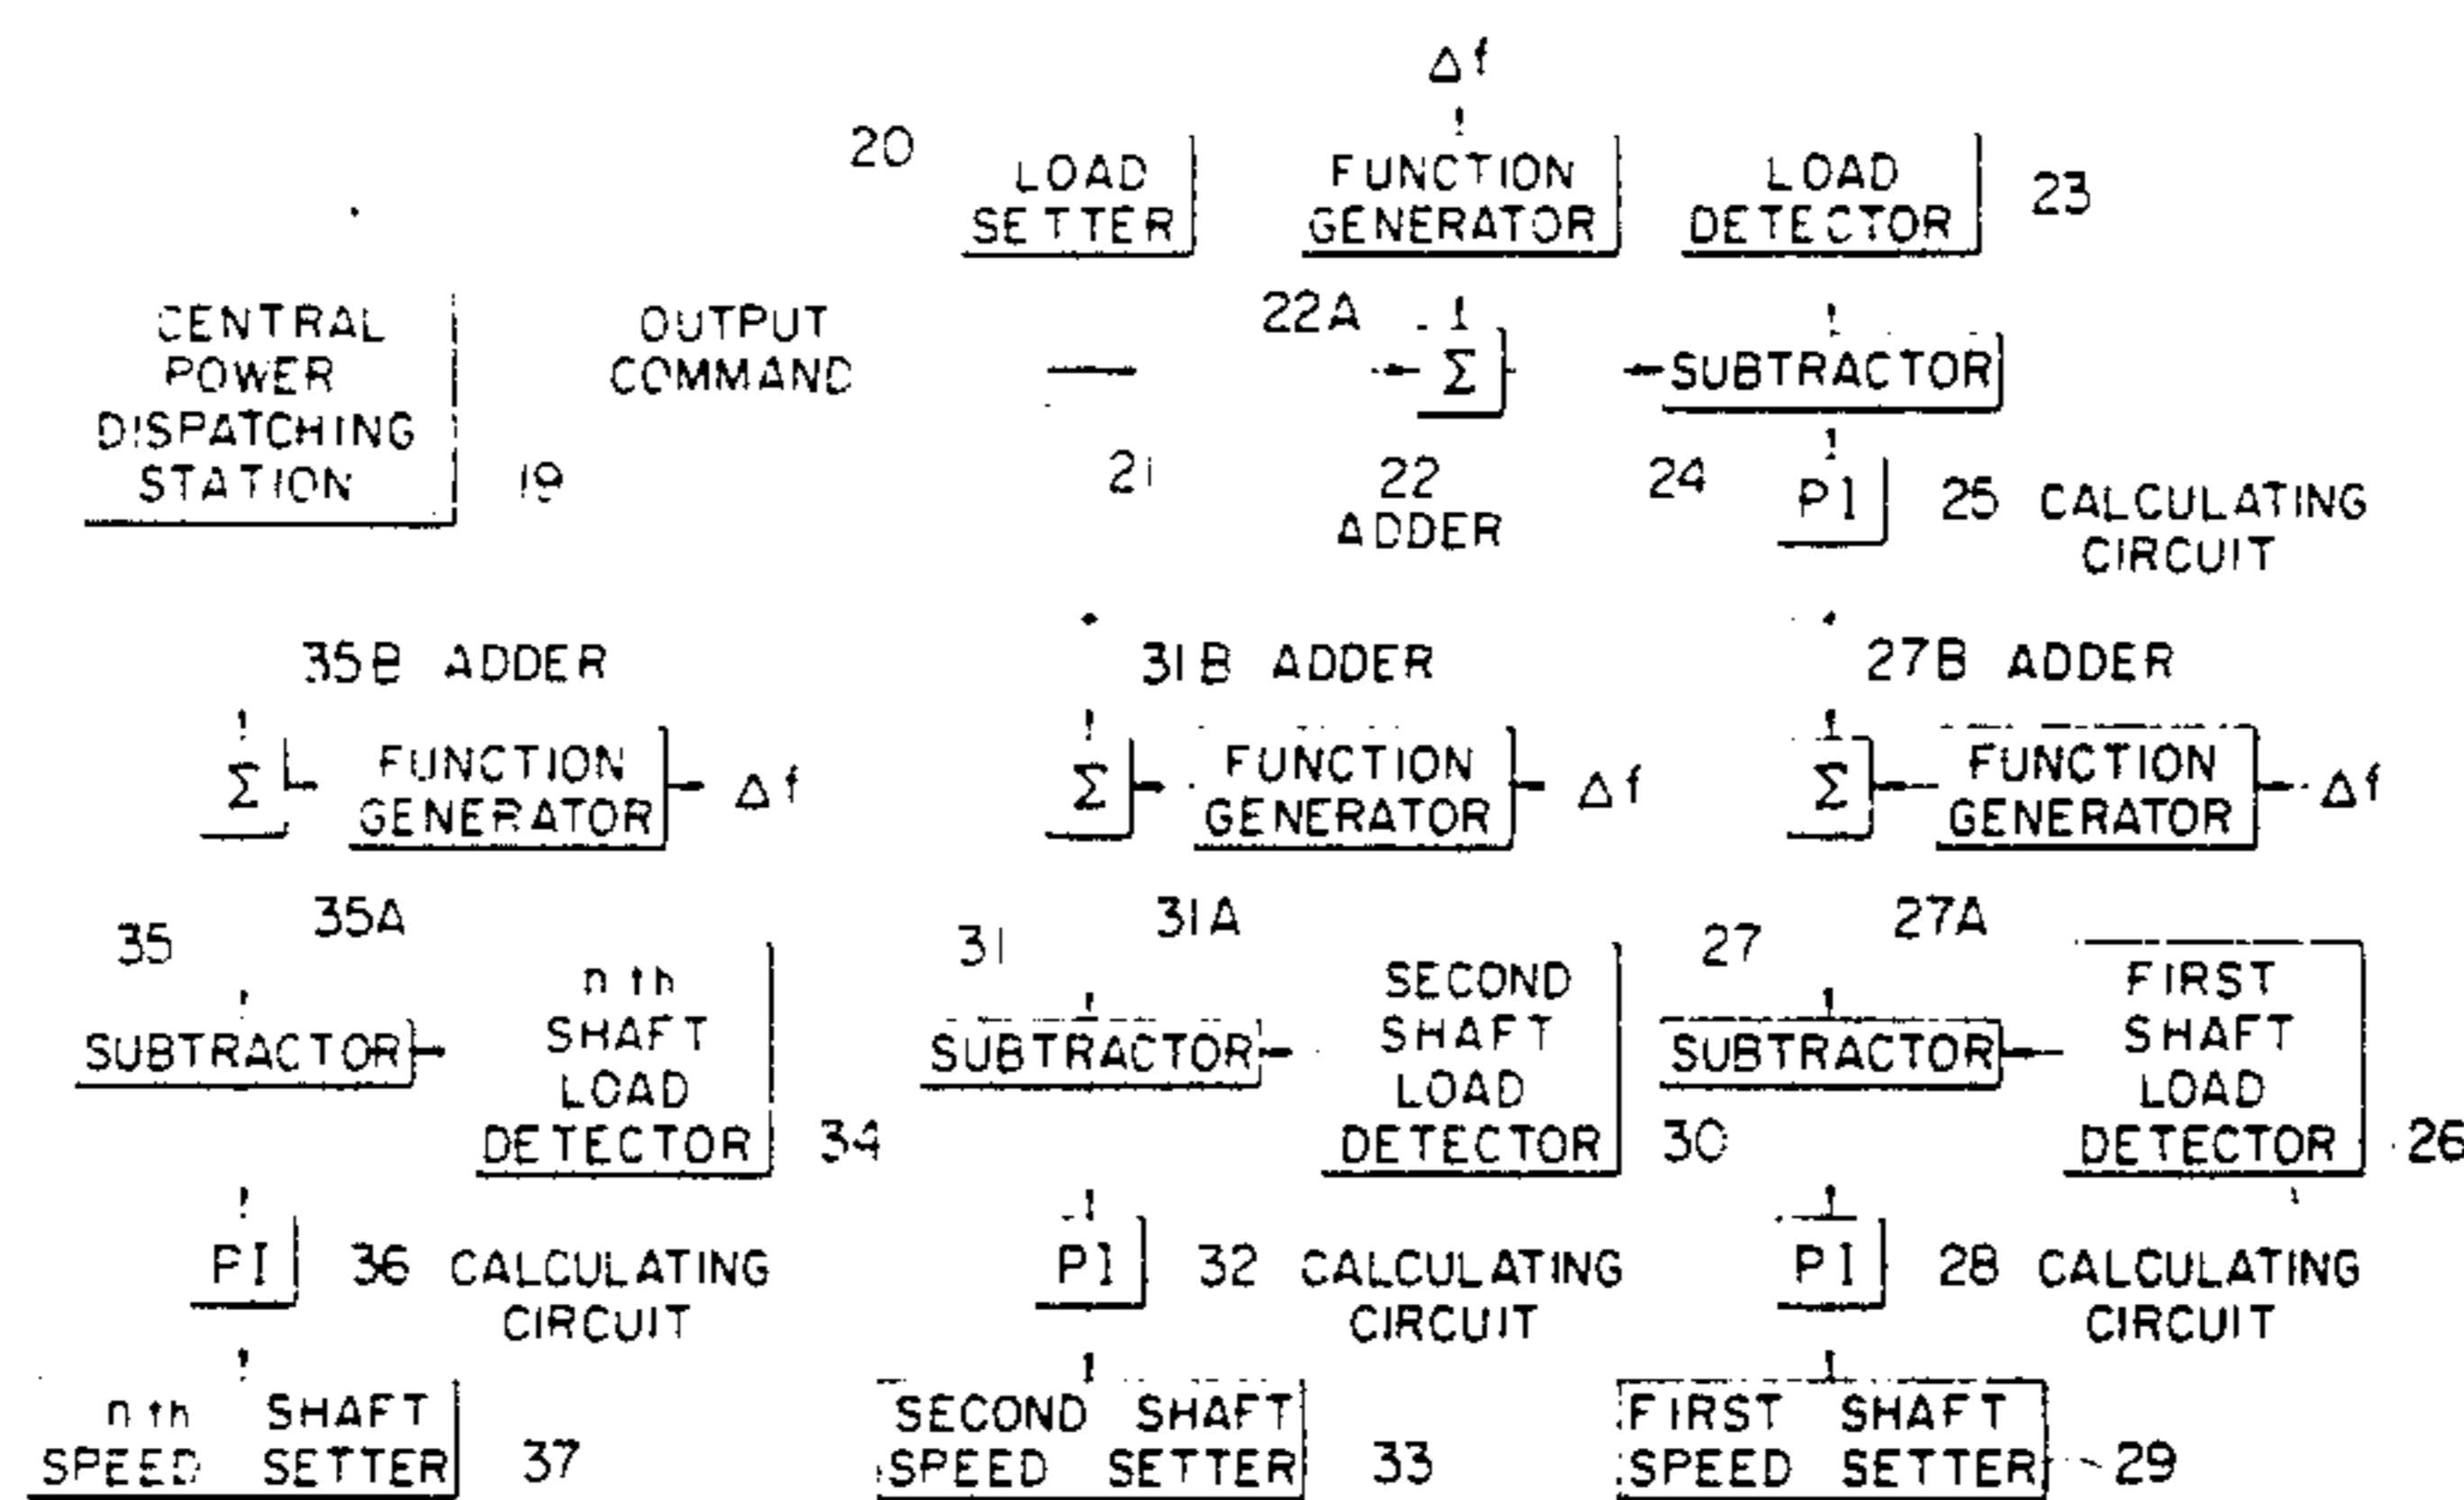 Δf
20
LOAD
SETTER
FUNCTION
GENERATOR
LOAD
DETECTOR
23
CENTRAL
POWER
DISPATCHING
STATION
19
OUTPUT
COMMAND
21
22A
Σ
22
ADDER
SUBTRACTOR
24
PI
25 CALCULATING
CIRCUIT
35B ADDER
31B ADDER
27B ADDER
Σ
FUNCTION
GENERATOR
Δf
Σ
FUNCTION
GENERATOR
Δf
Σ
FUNCTION
GENERATOR
Δf
35
35A
31
31A
27
27A
SUBTRACTOR
nth
SHAFT
LOAD
DETECTOR
34
SUBTRACTOR
SECOND
SHAFT
LOAD
DETECTOR
30
SUBTRACTOR
FIRST
SHAFT
LOAD
DETECTOR
26
PI
36 CALCULATING
CIRCUIT
PI
32 CALCULATING
CIRCUIT
PI
28 CALCULATING
CIRCUIT
nth SHAFT
SPEED SETTER
37
SECOND SHAFT
SPEED SETTER
33
FIRST SHAFT
SPEED SETTER
29